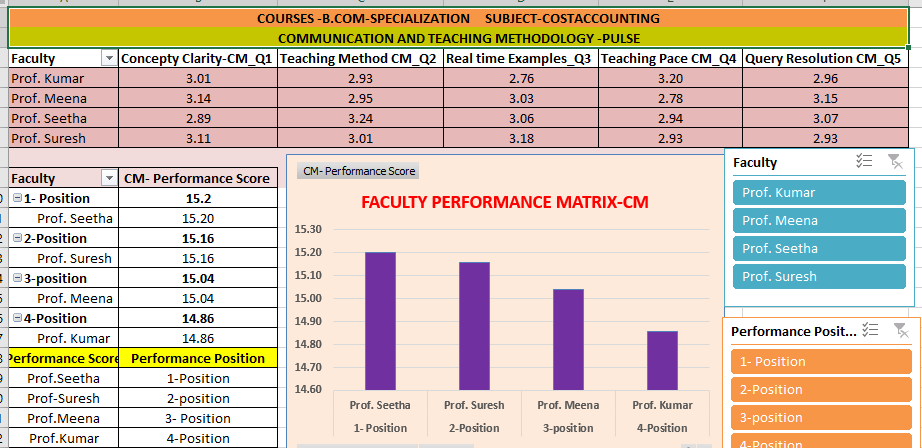 COURSES -B.COM-SPECIALIZATION SUBJECT-COSTACCOUNTING
COMMUNICATION AND TEACHING METHODOLOGY -PULSE
Faculty Concepty Clarity-CM_Q1 Teaching Method CM_Q2 Real time Examples_Q3 Teaching Pace CM_Q4 Query Resolution CM_Q5
Prof. Kumar 3.01 2.93 2.76 3.20 2.96
Prof. Meena 3.14 2.95 3.03 2.78 3.15
Prof. Seetha 2.89 3.24 3.06 2.94 3.07
Prof. Suresh 3.11 3.01 3.18 2.93 2.93
Faculty CM- Performance Score
1- Position 15.2
Prof. Seetha 15.20
2-Position 15.16
Prof. Suresh 15.16
3-position 15.04
Prof. Meena 15.04
4-Position 14.86
Prof. Kumar 14.86
Performance Score Performance Position
Prof.Seetha 1-Position
Prof-Suresh 2-position
Prof.Meena 3- Position
Prof.Kumar 4-Position
CM- Performance Score
FACULTY PERFORMANCE MATRIX-CM
15.30
15.20
15.10
15.00
14.90
14.80
14.70
14.60
Prof. Seetha Prof. Suresh Prof. Meena Prof. Kumar
1- Position 2-Position 3-position 4-Position
Faculty
Prof. Kumar
Prof. Meena
Prof. Seetha
Prof. Suresh
Performance Posit...
1- Position
2-Position
3-position
4-Position